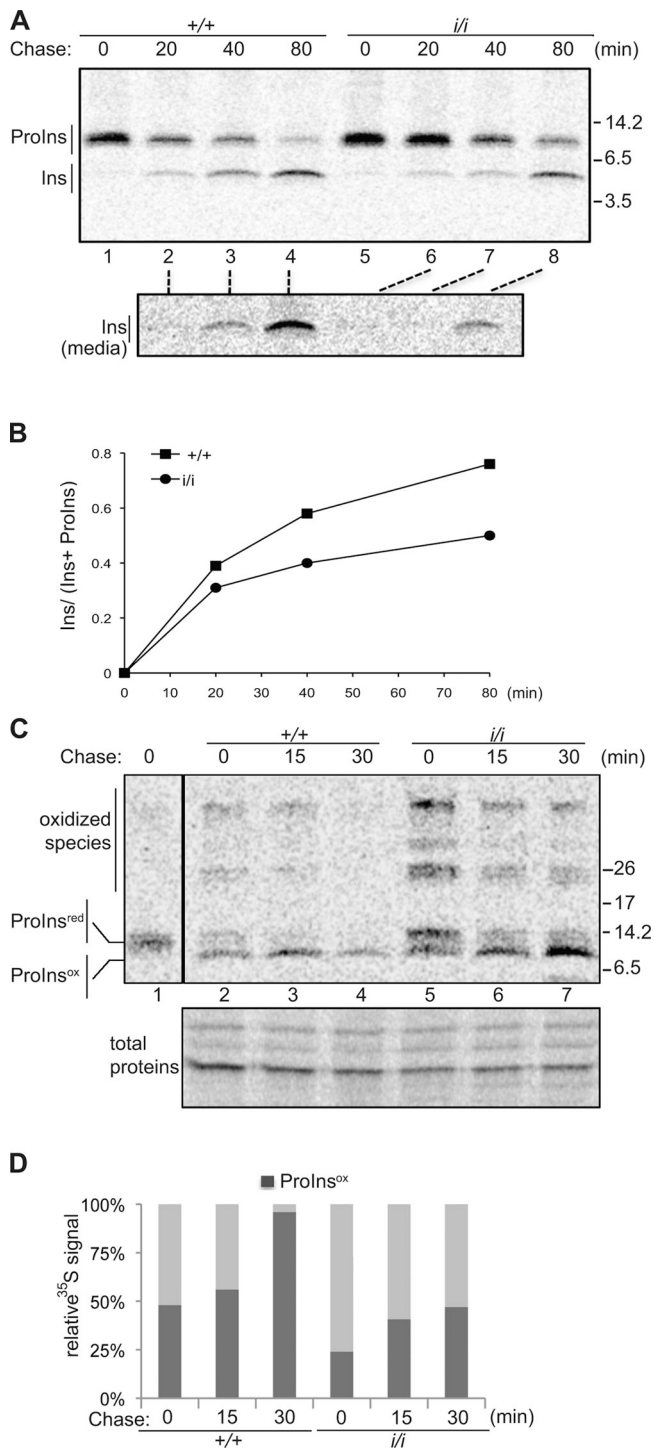 A
+/+ i/i
Chase: 0 20 40 80 0 20 40 80 (min)
ProIns
Ins
14.2
6.5
3.5
1 2 3 4 5 6 7 8
Ins
(media)
B
+/+
i/i
Ins/ (Ins+ ProIns)
0.8
0.6
0.4
0.2
0
0 10 20 30 40 50 60 70 80 (min)
C
+/+ i/i
Chase: 0 0 15 30 0 15 30 (min)
oxidized
species
ProIns^red
ProIns^ox
26
17
14.2
6.5
1 2 3 4 5 6 7
total
proteins
D
ProIns^ox
relative ^35S signal
100%
75%
50%
25%
0%
Chase: 0 15 30 0 15 30 (min)
+/+ i/i